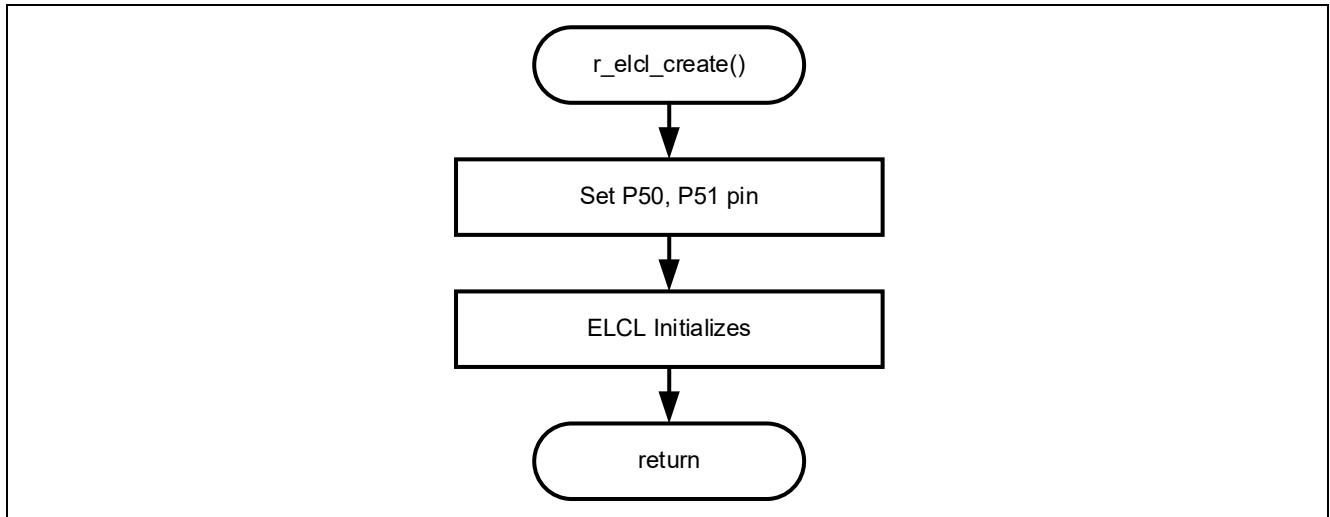 r_elcl_create()
Set P50, P51 pin
ELCL Initializes
return